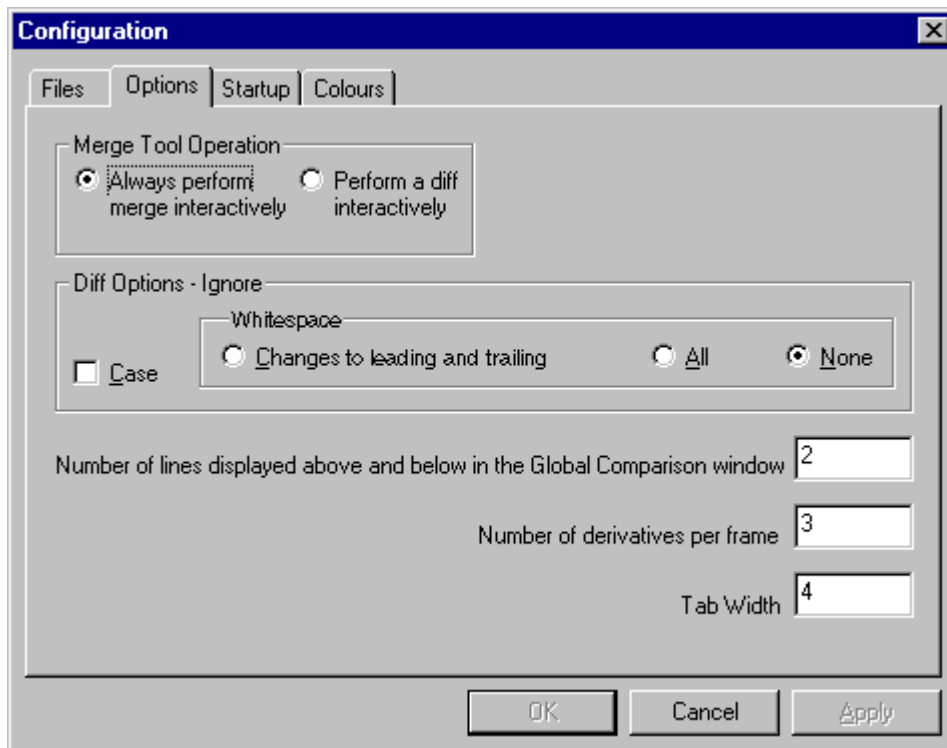 Configuration
Files Options Startup Colours
Merge Tool Operation
Always perform merge interactively
Perform a diff interactively
Diff Options - Ignore
Whitespace
Case
Changes to leading and trailing
All
None
Number of lines displayed above and below in the Global Comparison window 2
Number of derivatives per frame 3
Tab Width 4
OK Cancel Apply